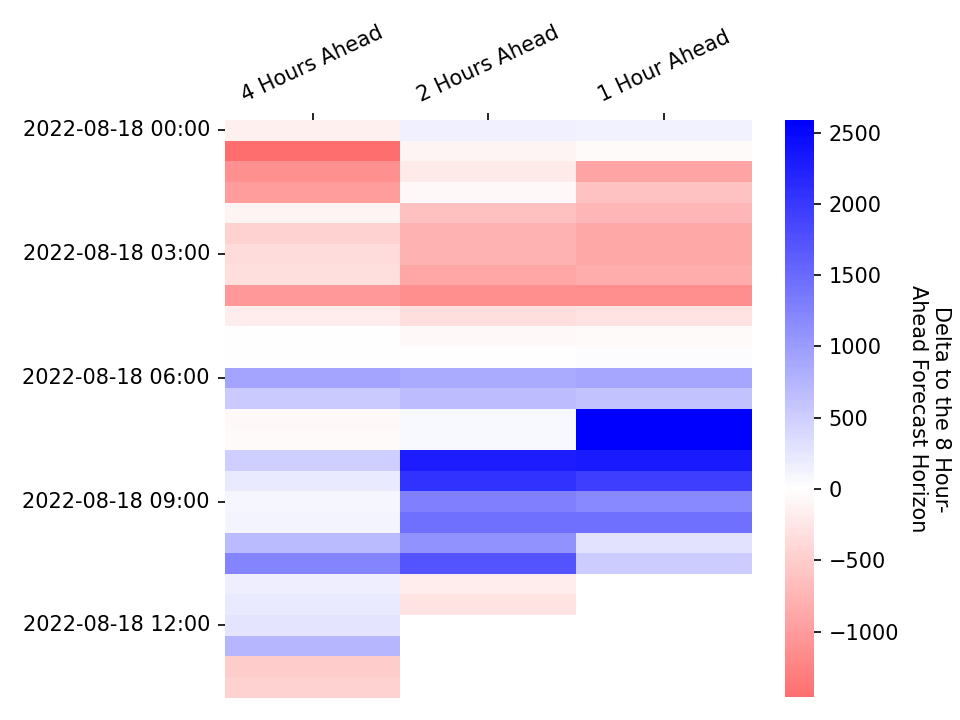 4 Hours Ahead
2 Hours Ahead
1 Hour Ahead
2022-08-18 00:00
2022-08-18 03:00
2022-08-18 06:00
2022-08-18 09:00
2022-08-18 12:00
2500
2000
1500
1000
500
0
−500
−1000
Delta to the 8 Hour-
Ahead Forecast Horizon